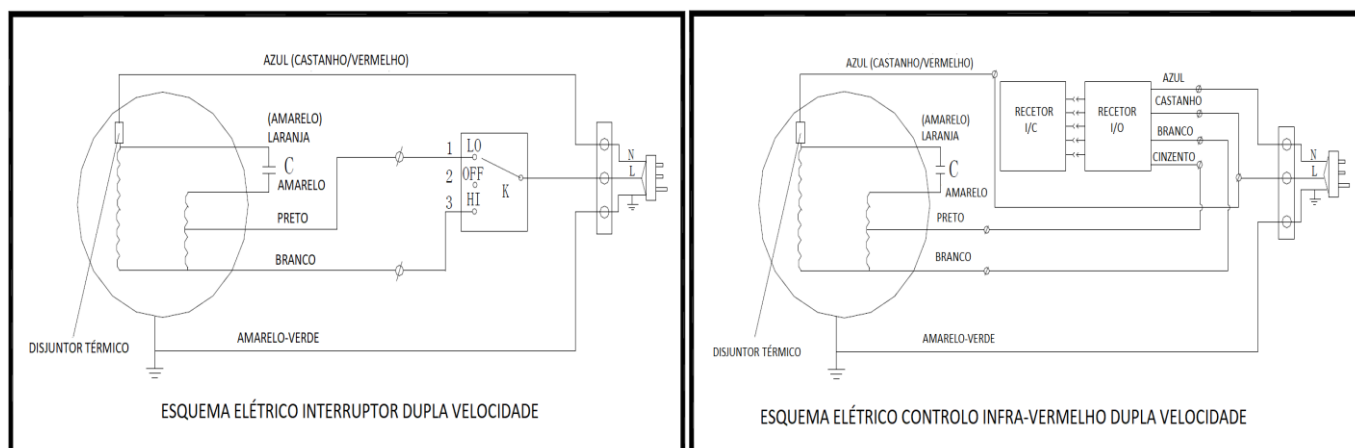 AZUL (CASTANHO/VERMELHO)
(AMARELO)
LARANJA
C
AMARELO
PRETO
BRANCO
1 LO
2 OFF
K
3 HI
N
L
DISJUNTOR TÉRMICO
AMARELO-VERDE
ESQUEMA ELÉTRICO INTERRUPTOR DUPLA VELOCIDADE
AZUL (CASTANHO/VERMELHO)
(AMARELO)
LARANJA
C
AMARELO
PRETO
BRANCO
RECETOR
I/C
RECETOR
I/O
AZUL
CASTANHO
BRANCO
CINZENTO
N
L
DISJUNTOR TÉRMICO
AMARELO-VERDE
ESQUEMA ELÉTRICO CONTROLO INFRA-VERMELHO DUPLA VELOCIDADE